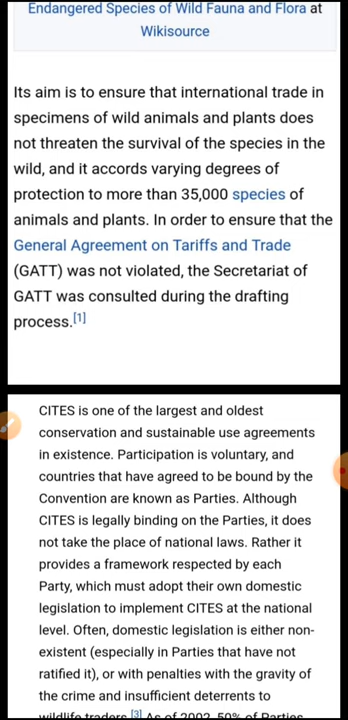 Endangered Species of Wild Fauna and Flora at
Wikisource
Its aim is to ensure that international trade in
specimens of wild animals and plants does
not threaten the survival of the species in the
wild, and it accords varying degrees of
protection to more than 35,000 species of
animals and plants. In order to ensure that the
General Agreement on Tariffs and Trade
(GATT) was not violated, the Secretariat of
GATT was consulted during the drafting
process.[1]
CITES is one of the largest and oldest
conservation and sustainable use agreements
in existence. Participation is voluntary, and
countries that have agreed to be bound by the
Convention are known as Parties. Although
CITES is legally binding on the Parties, it does
not take the place of national laws. Rather it
provides a framework respected by each
Party, which must adopt their own domestic
legislation to implement CITES at the national
level. Often, domestic legislation is either non-
existent (especially in Parties that have not
ratified it), or with penalties with the gravity of
the crime and insufficient deterrents to
wildlife traders.[3] As of 2002, 50% of Parties